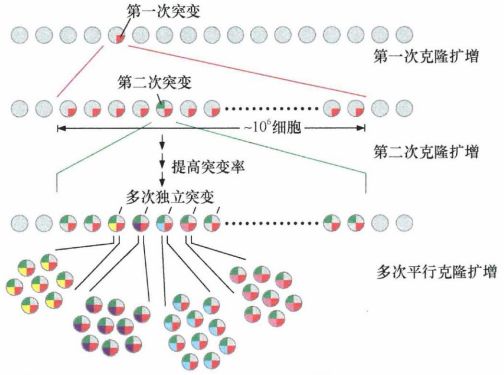 第一次突变
第一次克隆扩增
第二次突变
~10⁶细胞
第二次克隆扩增
提高突变率
多次独立突变
多次平行克隆扩增